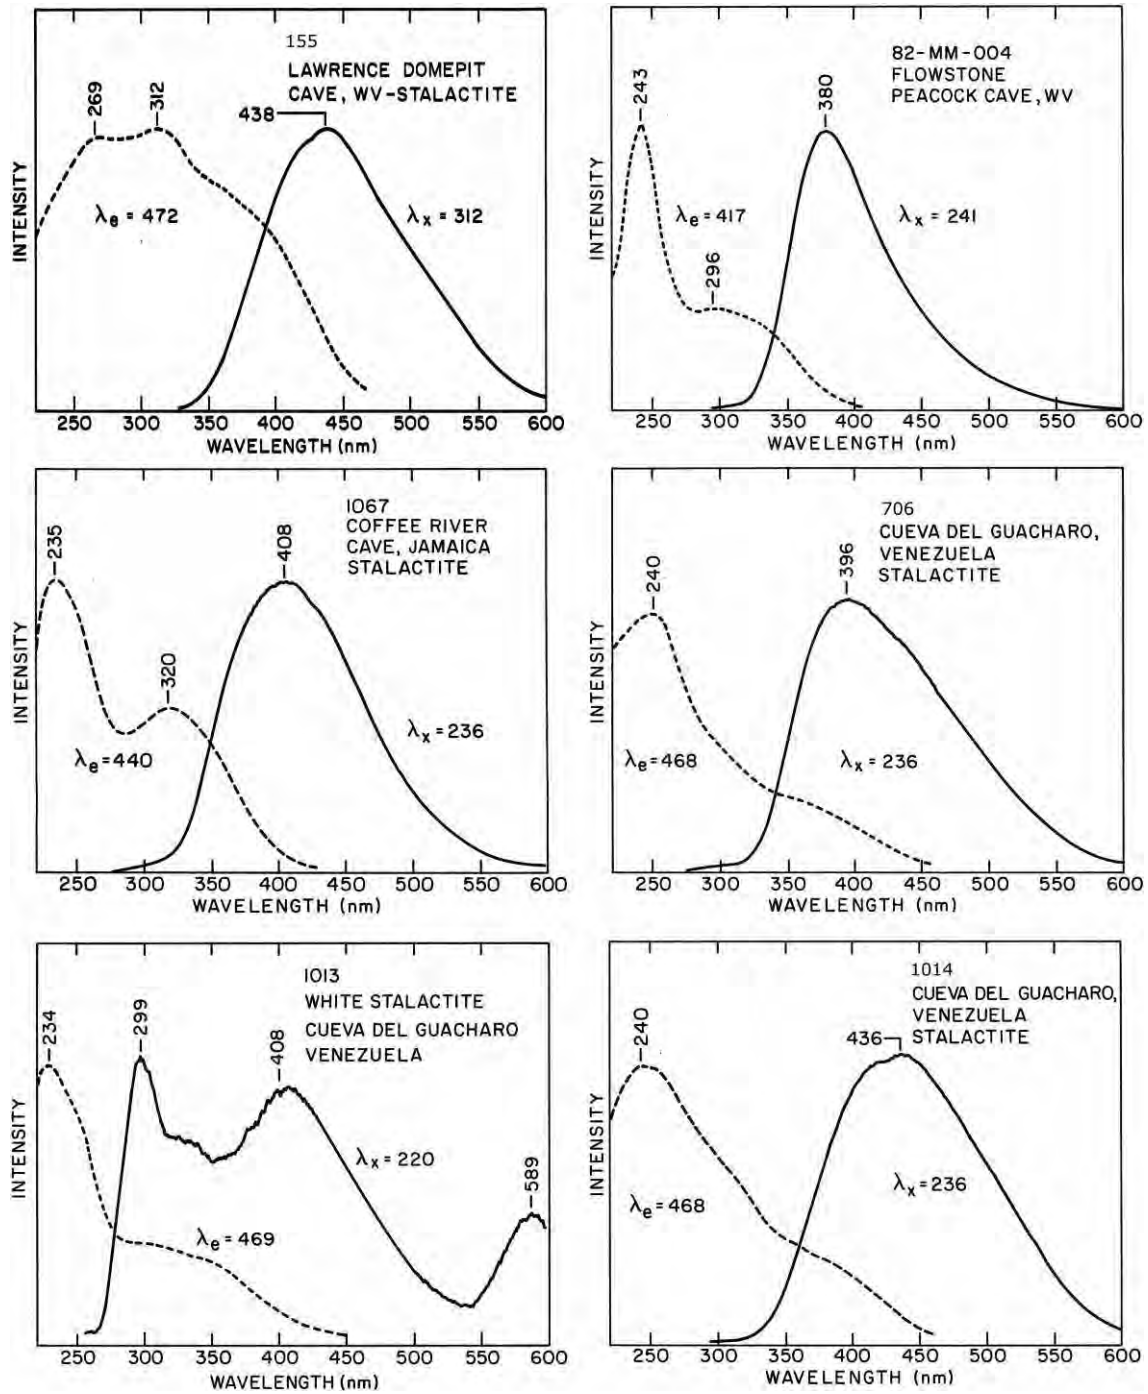 155
LAWRENCE DOMEPIT
CAVE, WV-STALACTITE
269
312
438
λe = 472
λx = 312
INTENSITY
250 300 350 400 450 500 550 600
WAVELENGTH (nm)
82-MM-004
FLOWSTONE
PEACOCK CAVE, WV
243
296
380
λe = 417
λx = 241
INTENSITY
250 300 350 400 450 500 550 600
WAVELENGTH (nm)
1067
COFFEE RIVER
CAVE, JAMAICA
STALACTITE
235
320
408
λe = 440
λx = 236
INTENSITY
250 300 350 400 450 500 550 600
WAVELENGTH (nm)
706
CUEVA DEL GUACHARO,
VENEZUELA
STALACTITE
240
396
λe = 468
λx = 236
INTENSITY
250 300 350 400 450 500 550 600
WAVELENGTH (nm)
1013
WHITE STALACTITE
CUEVA DEL GUACHARO
VENEZUELA
234
299
408
589
λe = 469
λx = 220
INTENSITY
250 300 350 400 450 500 550 600
WAVELENGTH (nm)
1014
CUEVA DEL GUACHARO,
VENEZUELA
STALACTITE
240
436
λe = 468
λx = 236
INTENSITY
250 300 350 400 450 500 550 600
WAVELENGTH (nm)